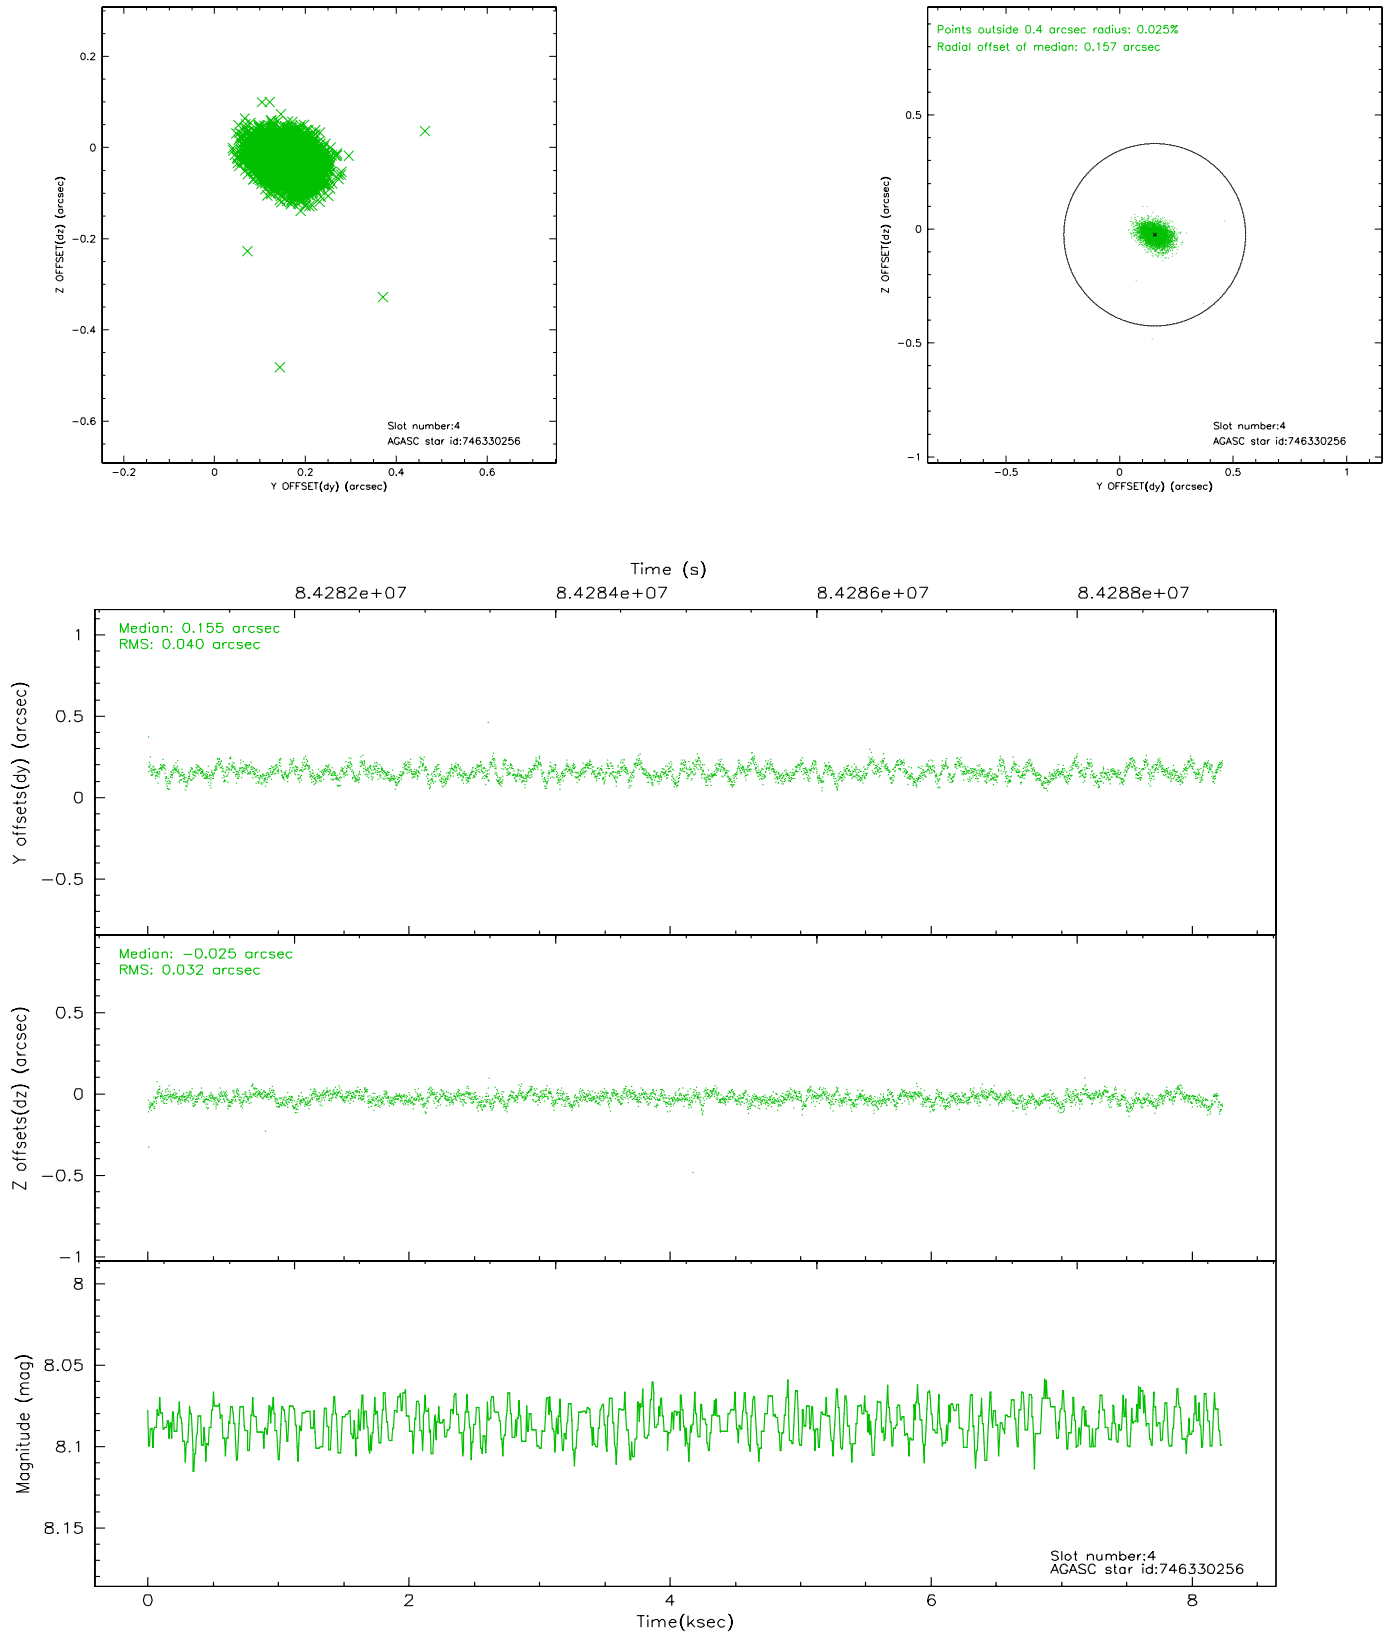 0.2
0
−0.2
−0.4
−0.6
Z OFFSET(dz) (arcsec)
Slot number:4
AGASC star id:746330256
−0.2 0 0.2 0.4 0.6
Y OFFSET(dy) (arcsec)
Points outside 0.4 arcsec radius: 0.025%
Radial offset of median: 0.157 arcsec
0.5
0
−0.5
−1
Z OFFSET(dz) (arcsec)
Slot number:4
AGASC star id:746330256
−0.5 0 0.5 1
Y OFFSET(dy) (arcsec)
Time (s)
8.4282e+07 8.4284e+07 8.4286e+07 8.4288e+07
Median: 0.155 arcsec
RMS: 0.040 arcsec
1
0.5
0
−0.5
Y offsets(dy) (arcsec)
Median: −0.025 arcsec
RMS: 0.032 arcsec
0.5
0
−0.5
−1
Z offsets(dz) (arcsec)
8
8.05
8.1
8.15
Magnitude (mag)
Slot number:4
AGASC star id:746330256
0 2 4 6 8
Time(ksec)